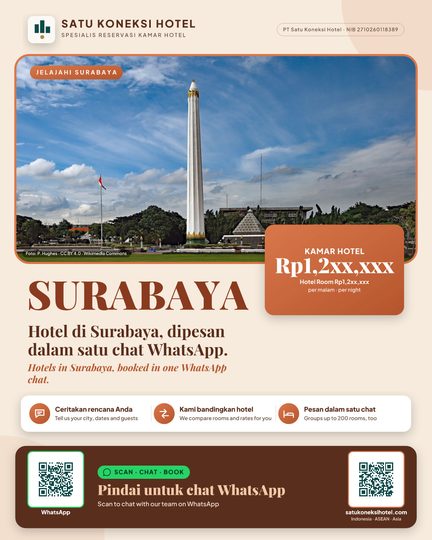 SATU KONEKSI HOTEL
SPESIALIS RESERVASI KAMAR HOTEL
PT Satu Koneksi Hotel · NIB 2710260118389
JELAJAHI SURABAYA
Foto: P. Hughes · CC BY 4.0 · Wikimedia Commons
KAMAR HOTEL
Rp1,2xx,xxx
Hotel Room Rp1,2xx,xxx
per malam · per night
SURABAYA
Hotel di Surabaya, dipesan
dalam satu chat WhatsApp.
Hotels in Surabaya, booked in one WhatsApp
chat.
Ceritakan rencana Anda
Tell us your city, dates and guests
Kami bandingkan hotel
We compare rooms and rates for you
Pesan dalam satu chat
Groups up to 200 rooms, too
SCAN · CHAT · BOOK
Pindai untuk chat WhatsApp
Scan to chat with our team on WhatsApp
WhatsApp
satukoneksihotel.com
Indonesia · ASEAN · Asia